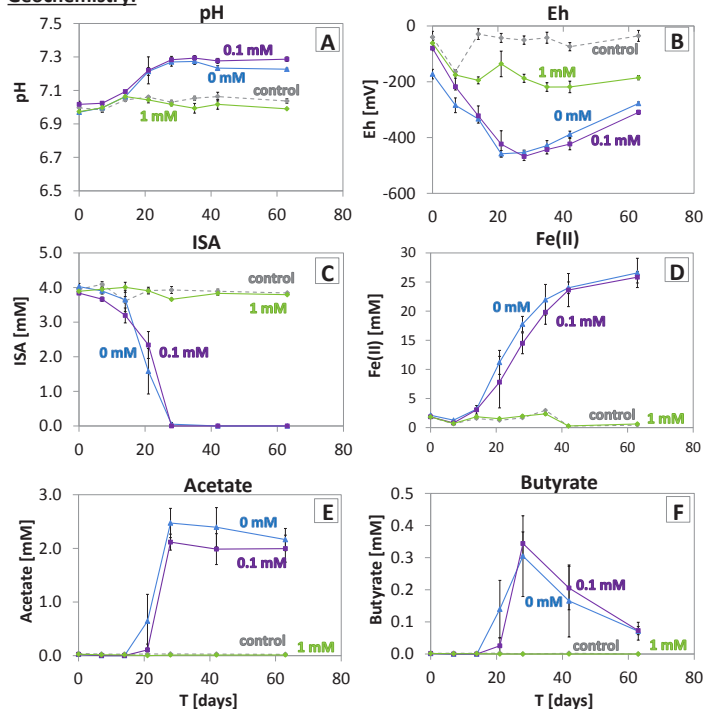 Geochemistry:
pH
Eh
7.5
7.3
7.1
6.9
6.7
6.5
pH
A
0.1 mM
0 mM
control
1 mM
0 20 40 60 80
0
-200
-400
-600
Eh [mV]
B
control
1 mM
0 mM
0.1 mM
0 20 40 60 80
ISA
Fe(II)
5.0
4.0
3.0
2.0
1.0
0.0
ISA [mM]
C
control
1 mM
0 mM
0.1 mM
0 20 40 60 80
30
25
20
15
10
5
0
Fe(II) [mM]
D
0 mM
0.1 mM
control
1 mM
0 20 40 60 80
Acetate
Butyrate
3.0
2.0
1.0
0.0
Acetate [mM]
E
0 mM
0.1 mM
control
1 mM
0 20 40 60 80
T [days]
0.5
0.4
0.3
0.2
0.1
0.0
Butyrate [mM]
F
0.1 mM
0 mM
control
1 mM
0 20 40 60 80
T [days]